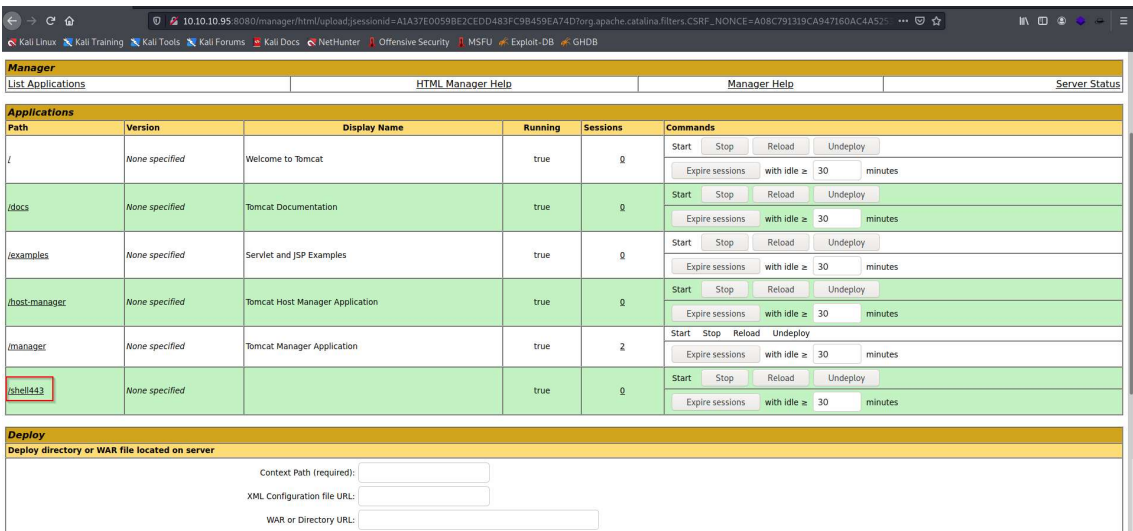 10.10.10.95:8080/manager/html/upload;jsessionid=A1A37E0059BE2CEDD483FC9B459EA74D?org.apache.catalina.filters.CSRF_NONCE=A08C791319CA947160AC4A525
Kali Linux Kali Training Kali Tools Kali Forums Kali Docs NetHunter Offensive Security MSFU Exploit-DB GHDB
Manager
List Applications HTML Manager Help Manager Help Server Status
Applications
Path Version Display Name Running Sessions Commands
/ None specified Welcome to Tomcat true 0 Start Stop Reload Undeploy
Expire sessions with idle ≥ 30 minutes
/docs None specified Tomcat Documentation true 0 Start Stop Reload Undeploy
Expire sessions with idle ≥ 30 minutes
/examples None specified Servlet and JSP Examples true 0 Start Stop Reload Undeploy
Expire sessions with idle ≥ 30 minutes
/host-manager None specified Tomcat Host Manager Application true 0 Start Stop Reload Undeploy
Expire sessions with idle ≥ 30 minutes
/manager None specified Tomcat Manager Application true 2 Start Stop Reload Undeploy
Expire sessions with idle ≥ 30 minutes
/shell443 None specified true 0 Start Stop Reload Undeploy
Expire sessions with idle ≥ 30 minutes
Deploy
Deploy directory or WAR file located on server
Context Path (required):
XML Configuration file URL:
WAR or Directory URL: